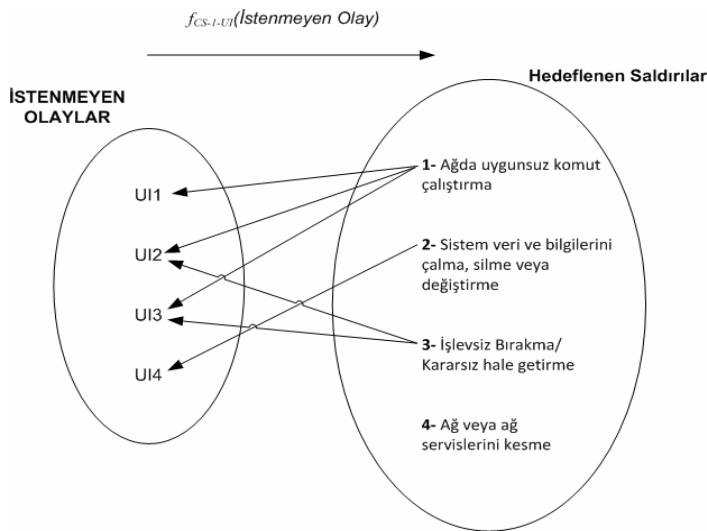 fCS-1-UI(İstenmeyen Olay)
Hedeflenen Saldırılar
İSTENMEYEN
OLAYLAR
UI1
UI2
UI3
UI4
1- Ağda uygunsuz komut
çalıştırma
2- Sistem veri ve bilgilerini
çalma, silme veya
değiştirme
3- İşlevsiz Bırakma/
Kararsız hale getirme
4- Ağ veya ağ
servislerini kesme